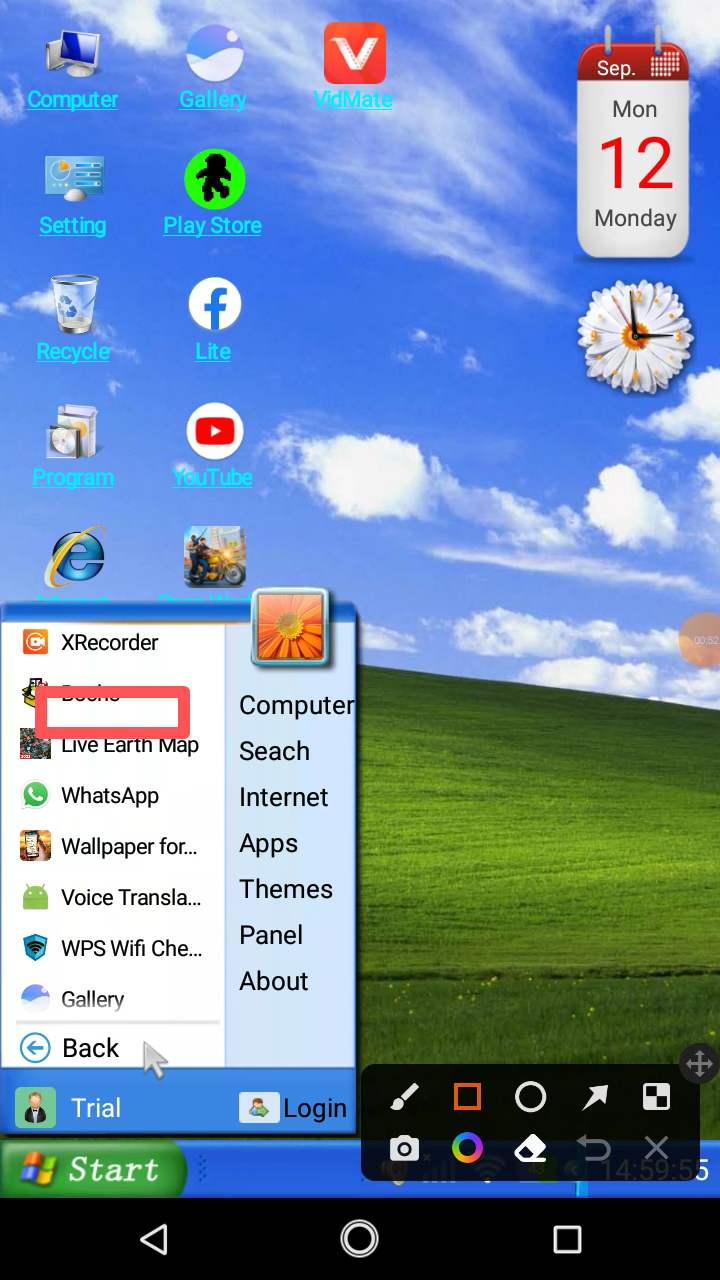 Computer
Gallery
VidMate
Sep.
Mon
12
Monday
Setting
Play Store
Recycle
Lite
Program
YouTube
XRecorder
Live Earth Map
WhatsApp
Wallpaper for...
Voice Transla...
WPS Wifi Che...
Gallery
Back
Computer
Seach
Internet
Apps
Themes
Panel
About
00:52
Trial
Login
Start
14:59:55